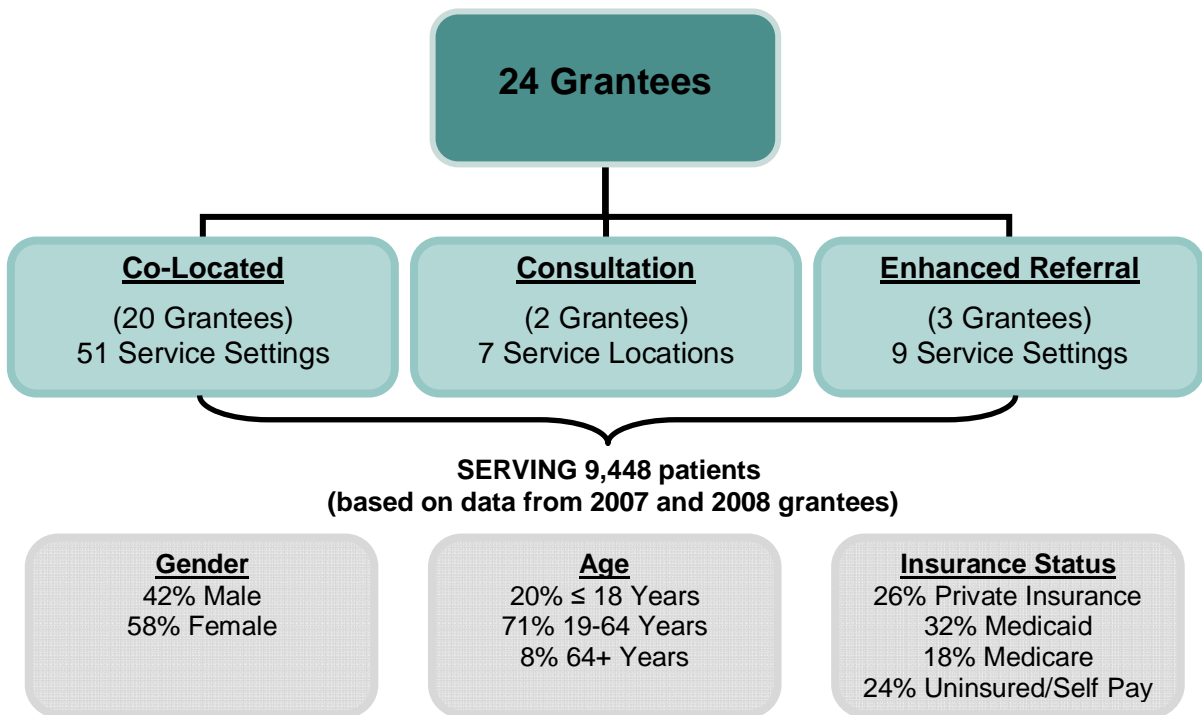 24 Grantees
Co-Located
(20 Grantees)
51 Service Settings
Consultation
(2 Grantees)
7 Service Locations
Enhanced Referral
(3 Grantees)
9 Service Settings
SERVING 9,448 patients
(based on data from 2007 and 2008 grantees)
Gender
42% Male
58% Female
Age
20% ≤ 18 Years
71% 19-64 Years
8% 64+ Years
Insurance Status
26% Private Insurance
32% Medicaid
18% Medicare
24% Uninsured/Self Pay